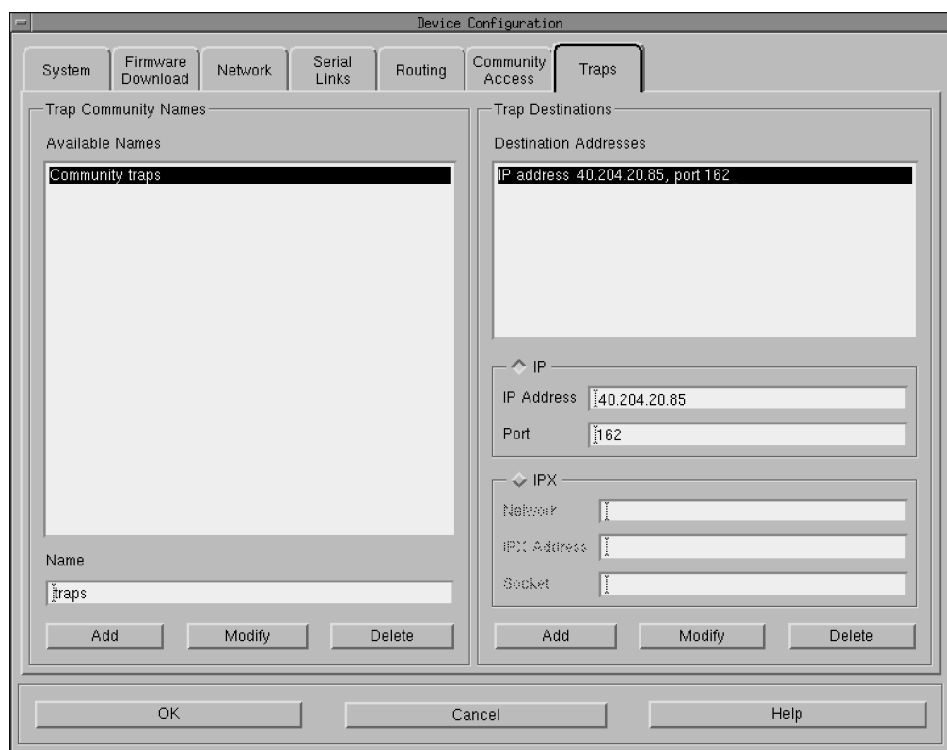 Device Configuration
System
Firmware
Download
Network
Serial
Links
Routing
Community
Access
Traps
Trap Community Names
Available Names
Community traps
Name
traps
Add Modify Delete
Trap Destinations
Destination Addresses
IP address 40.204.20.85, port 162
IP
IP Address 40.204.20.85
Port 162
IPX
Network
IPX Address
Socket
Add Modify Delete
OK Cancel Help